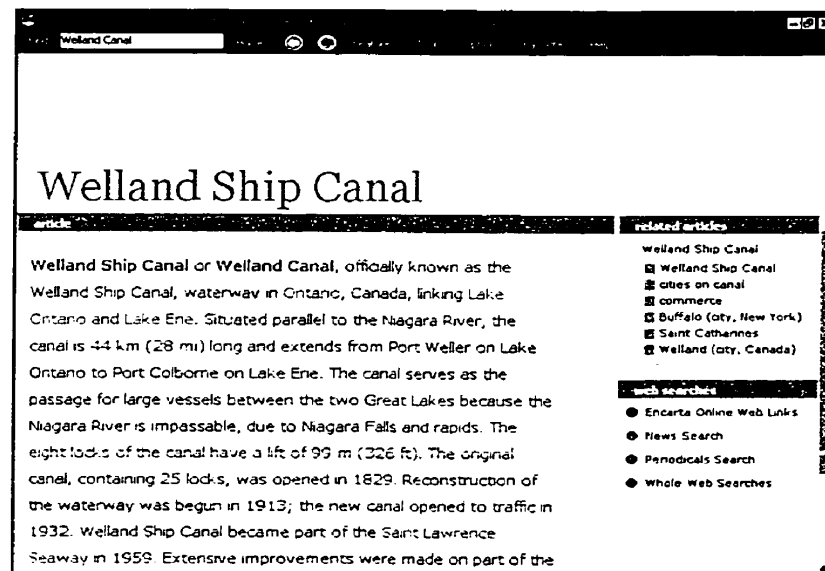 Welland Canal
Welland Ship Canal
article
Welland Ship Canal or Welland Canal, officially known as the
Welland Ship Canal, waterway in Ontario, Canada, linking Lake
Ontario and Lake Erie. Situated parallel to the Niagara River, the
canal is 44 km (28 mi) long and extends from Port Weller on Lake
Ontario to Port Colborne on Lake Erie. The canal serves as the
passage for large vessels between the two Great Lakes because the
Niagara River is impassable, due to Niagara Falls and rapids. The
eight locks of the canal have a lift of 99 m (326 ft). The original
canal, containing 25 locks, was opened in 1829. Reconstruction of
the waterway was begun in 1913; the new canal opened to traffic in
1932. Welland Ship Canal became part of the Saint Lawrence
Seaway in 1959. Extensive improvements were made on part of the
related articles
Welland Ship Canal
Welland Ship Canal
cities on canal
commerce
Buffalo (city, New York)
Saint Catharines
Welland (city, Canada)
web searches
Encarta Online Web Links
News Search
Periodicals Search
Whole Web Searches